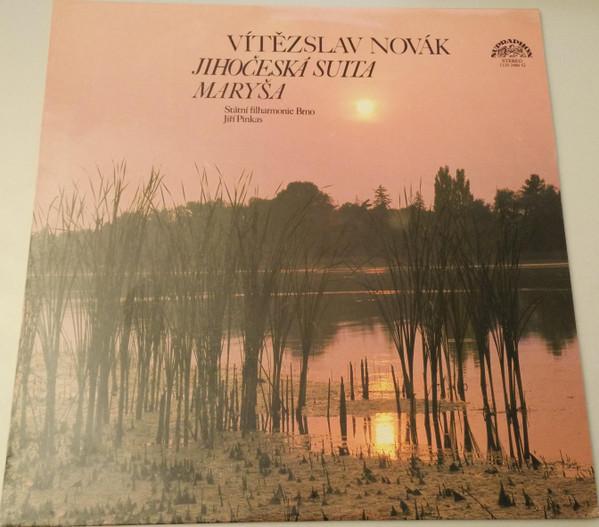 VÍTĚZSLAV NOVÁK
JIHOČESKÁ SUITA
MARYŠA
Státní filharmonie Brno
Jiří Pinkas
SUPRAPHON
STEREO